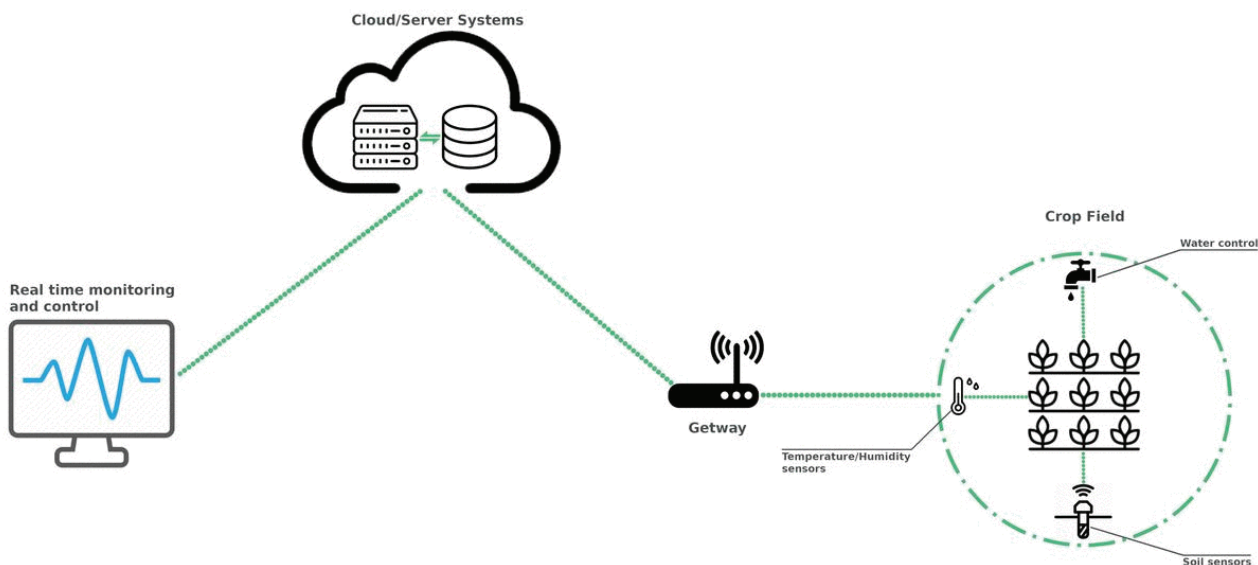 Cloud/Server Systems
Crop Field
Water control
Real time monitoring
and control
Getway
Temperature/Humidity
sensors
Soil sensors